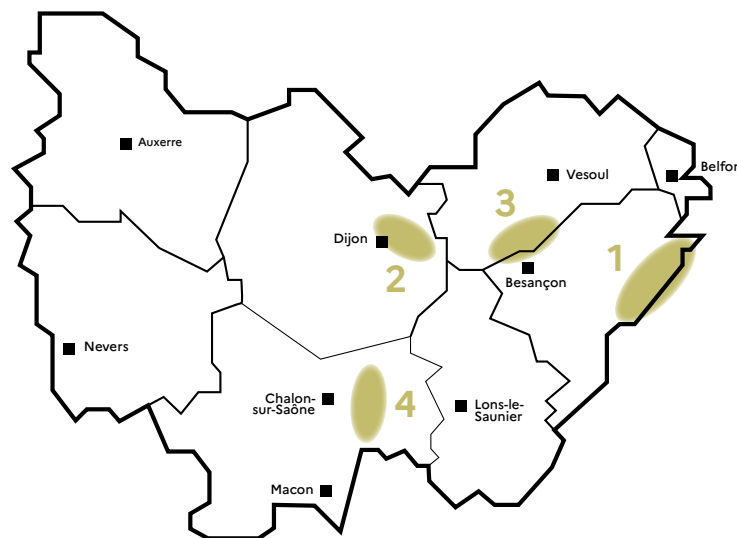 Auxerre
Vesoul
Belfor
3
Dijon
1
2
Besançon
Nevers
Chalon-
sur-Saône
4
Lons-le-
Saunier
Macon